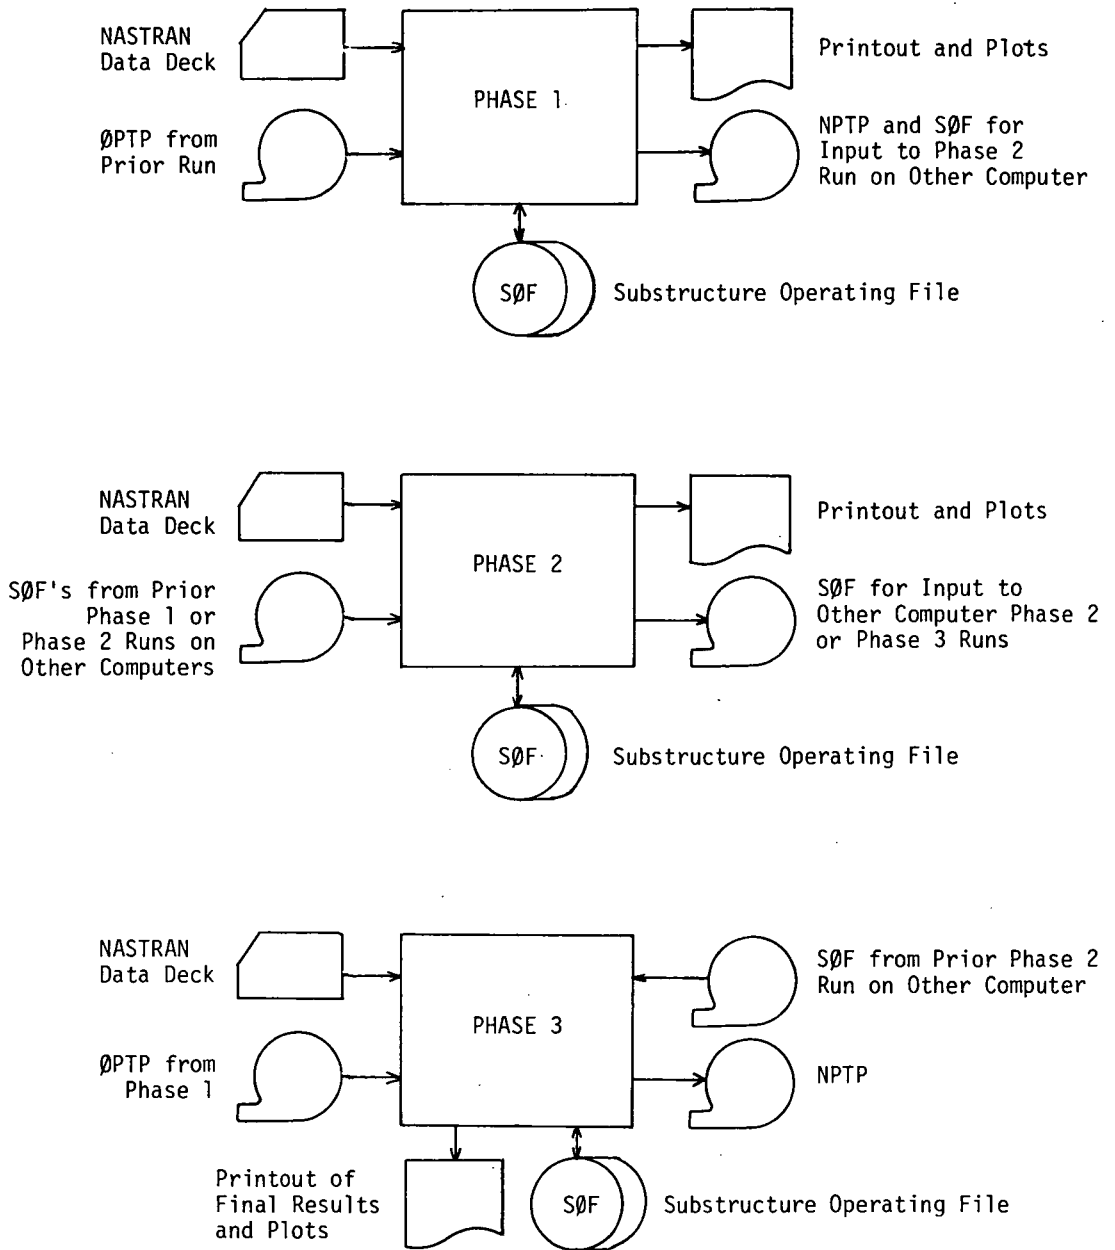 NASTRAN
Data Deck
ØPTP from
Prior Run
PHASE 1
Printout and Plots
NPTP and SØF for
Input to Phase 2
Run on Other Computer
SØF
Substructure Operating File
NASTRAN
Data Deck
SØF's from Prior
Phase 1 or
Phase 2 Runs on
Other Computers
PHASE 2
Printout and Plots
SØF for Input to
Other Computer Phase 2
or Phase 3 Runs
SØF
Substructure Operating File
NASTRAN
Data Deck
ØPTP from
Phase 1
PHASE 3
SØF from Prior Phase 2
Run on Other Computer
NPTP
Printout of
Final Results
and Plots
SØF
Substructure Operating File